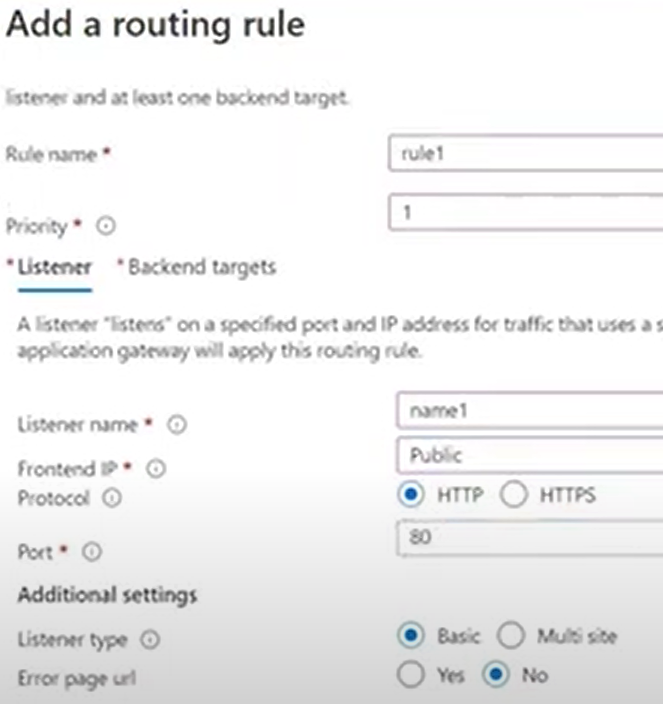 Add a routing rule
listener and at least one backend target.
Rule name *
rule1
Priority *
1
* Listener * Backend targets
A listener "listens" on a specified port and IP address for traffic that uses a s
application gateway will apply this routing rule.
Listener name *
name1
Frontend IP *
Public
Protocol
HTTP HTTPS
Port *
80
Additional settings
Listener type
Basic Multi site
Error page url
Yes No